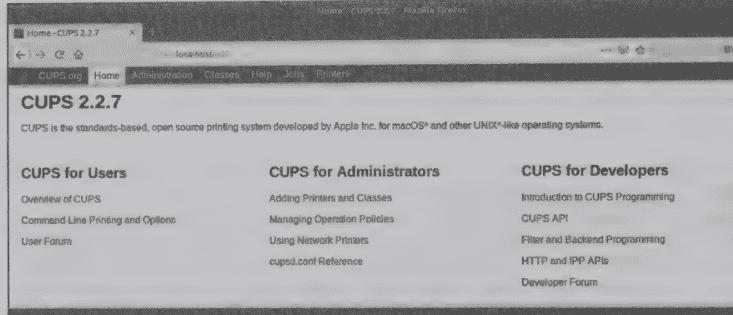 Home - CUPS 2.2.7 - Mozilla Firefox
Home - CUPS 2.2.7 ×
localhost:631
CUPS.org Home Administration Classes Help Jobs Printers
CUPS 2.2.7
CUPS is the standards-based, open source printing system developed by Apple Inc. for macOS® and other UNIX®-like operating systems.
CUPS for Users CUPS for Administrators CUPS for Developers
Overview of CUPS Adding Printers and Classes Introduction to CUPS Programming
Command-Line Printing and Options Managing Operation Policies CUPS API
User Forum Using Network Printers Filter and Backend Programming
cupsd.conf Reference HTTP and IPP APIs
Developer Forum